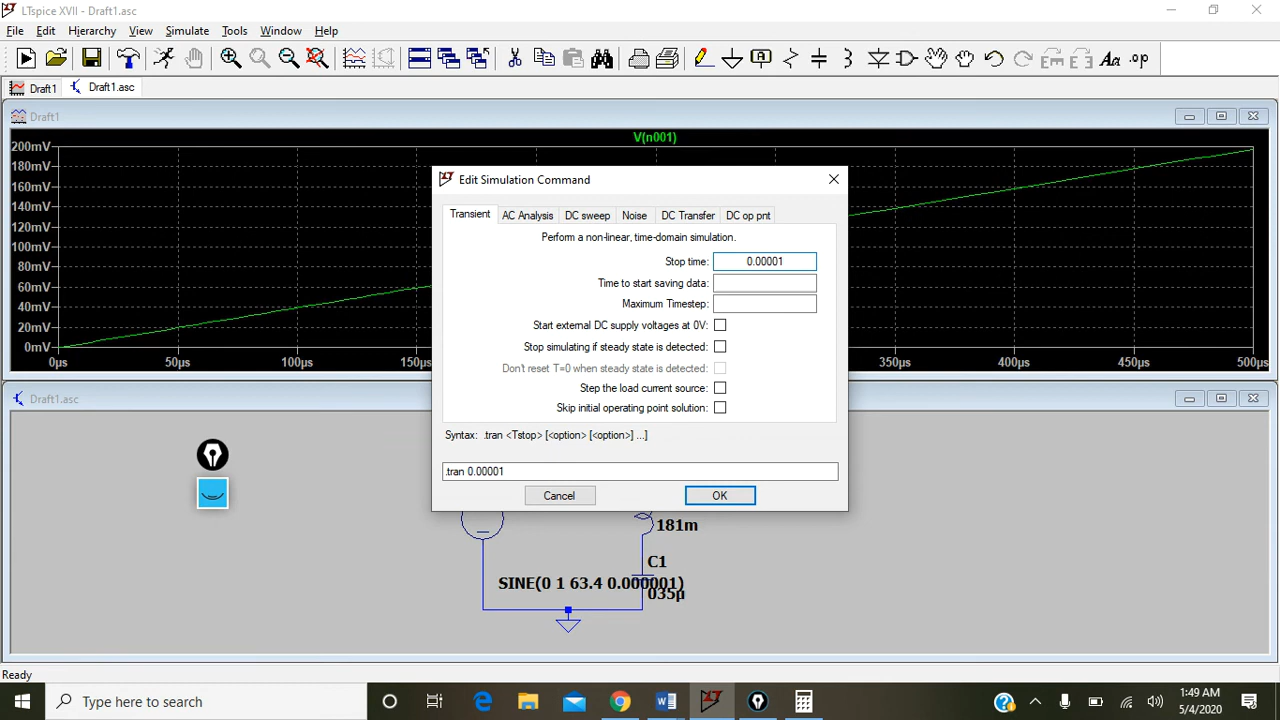 LTspice XVII - Draft1.asc
File Edit Hierarchy View Simulate Tools Window Help
Aa .op
Draft1 Draft1.asc
Draft1
V(n001)
200mV
180mV
160mV
140mV
120mV
100mV
80mV
60mV
40mV
20mV
0mV
0µs 50µs 100µs 150µs 350µs 400µs 450µs 500µs
Edit Simulation Command
Transient AC Analysis DC sweep Noise DC Transfer DC op pnt
Perform a non-linear, time-domain simulation.
Stop time: 0.00001
Time to start saving data:
Maximum Timestep:
Start external DC supply voltages at 0V:
Stop simulating if steady state is detected:
Don't reset T=0 when steady state is detected:
Step the load current source:
Skip initial operating point solution:
Syntax: .tran <Tstop> [<option> [<option>] ...]
.tran 0.00001
Cancel OK
Draft1.asc
181m
C1
SINE(0 1 63.4 0.000001)
035µ
Ready
Type here to search
1:49 AM
5/4/2020